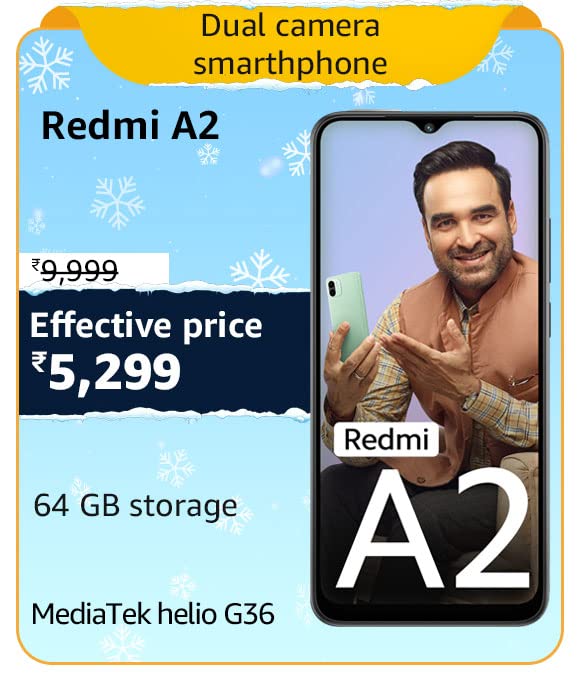 Dual camera
smarthphone
Redmi A2
₹9,999
Effective price
₹5,299
64 GB storage
MediaTek helio G36
Redmi
A2